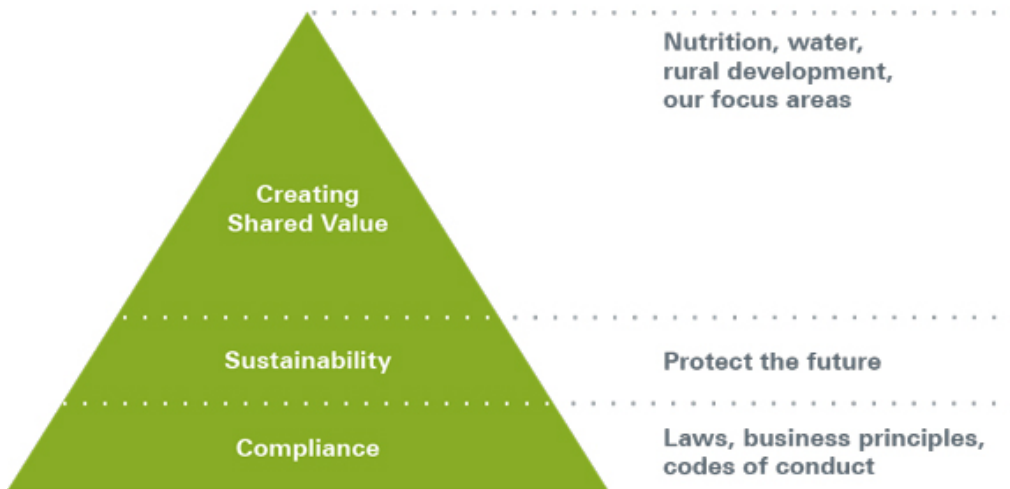 Nutrition, water,
rural development,
our focus areas
Creating
Shared Value
Sustainability
Protect the future
Compliance
Laws, business principles,
codes of conduct